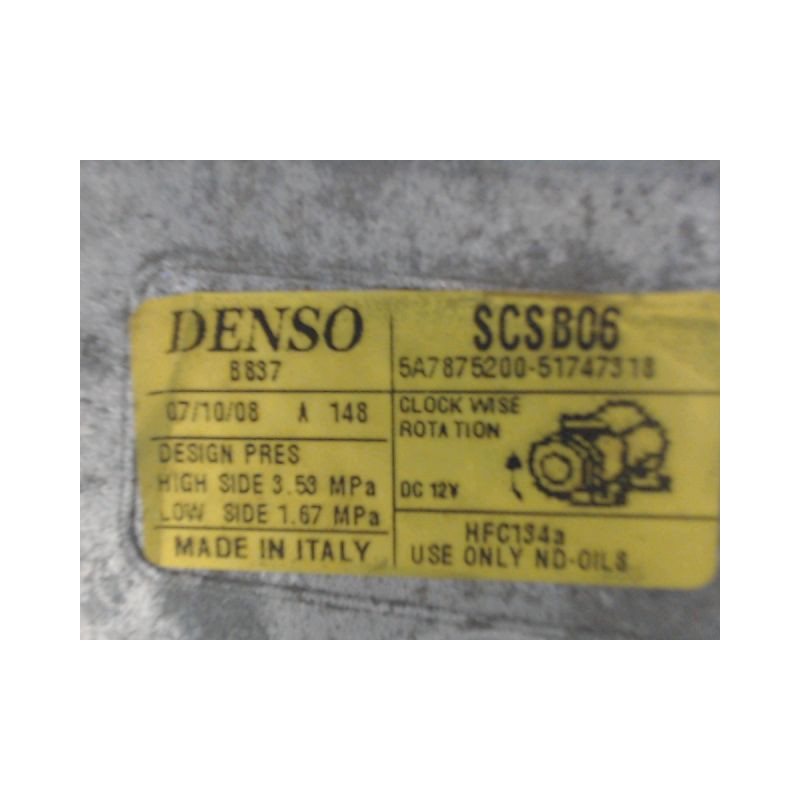 DENSO
8837
07/10/08 A 148
DESIGN PRES
HIGH SIDE 3.53 MPa
LOW SIDE 1.67 MPa
MADE IN ITALY
SCSB06
5A7875200-51747318
CLOCK WISE
ROTATION
DC 12V
HFC134a
USE ONLY ND-OILS